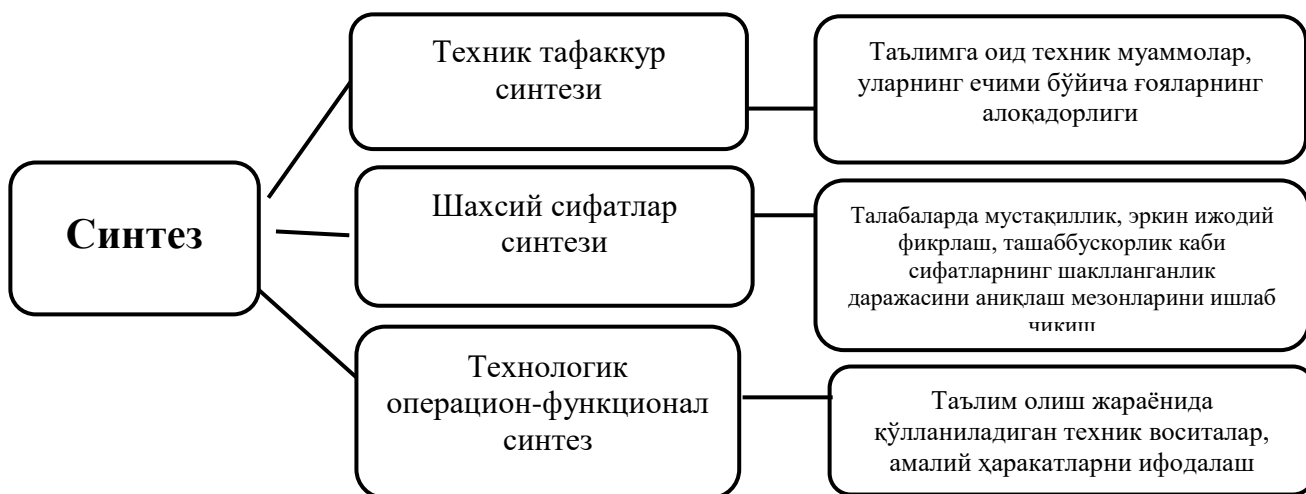 Синтез
Техник тафаккур
синтези
Таълимга оид техник муаммолар,
уларнинг ечими бўйича ғояларнинг
алоқадорлиги
Шахсий сифатлар
синтези
Талабаларда мустақиллик, эркин ижодий
фикрлаш, ташаббускорлик каби
сифатларнинг шаклланганлик
даражасини аниқлаш мезонларини ишлаб
чиқиш
Технологик
операцион-функционал
синтез
Таълим олиш жараёнида
қўлланиладиган техник воситалар,
амалий ҳаракатларни ифодалаш